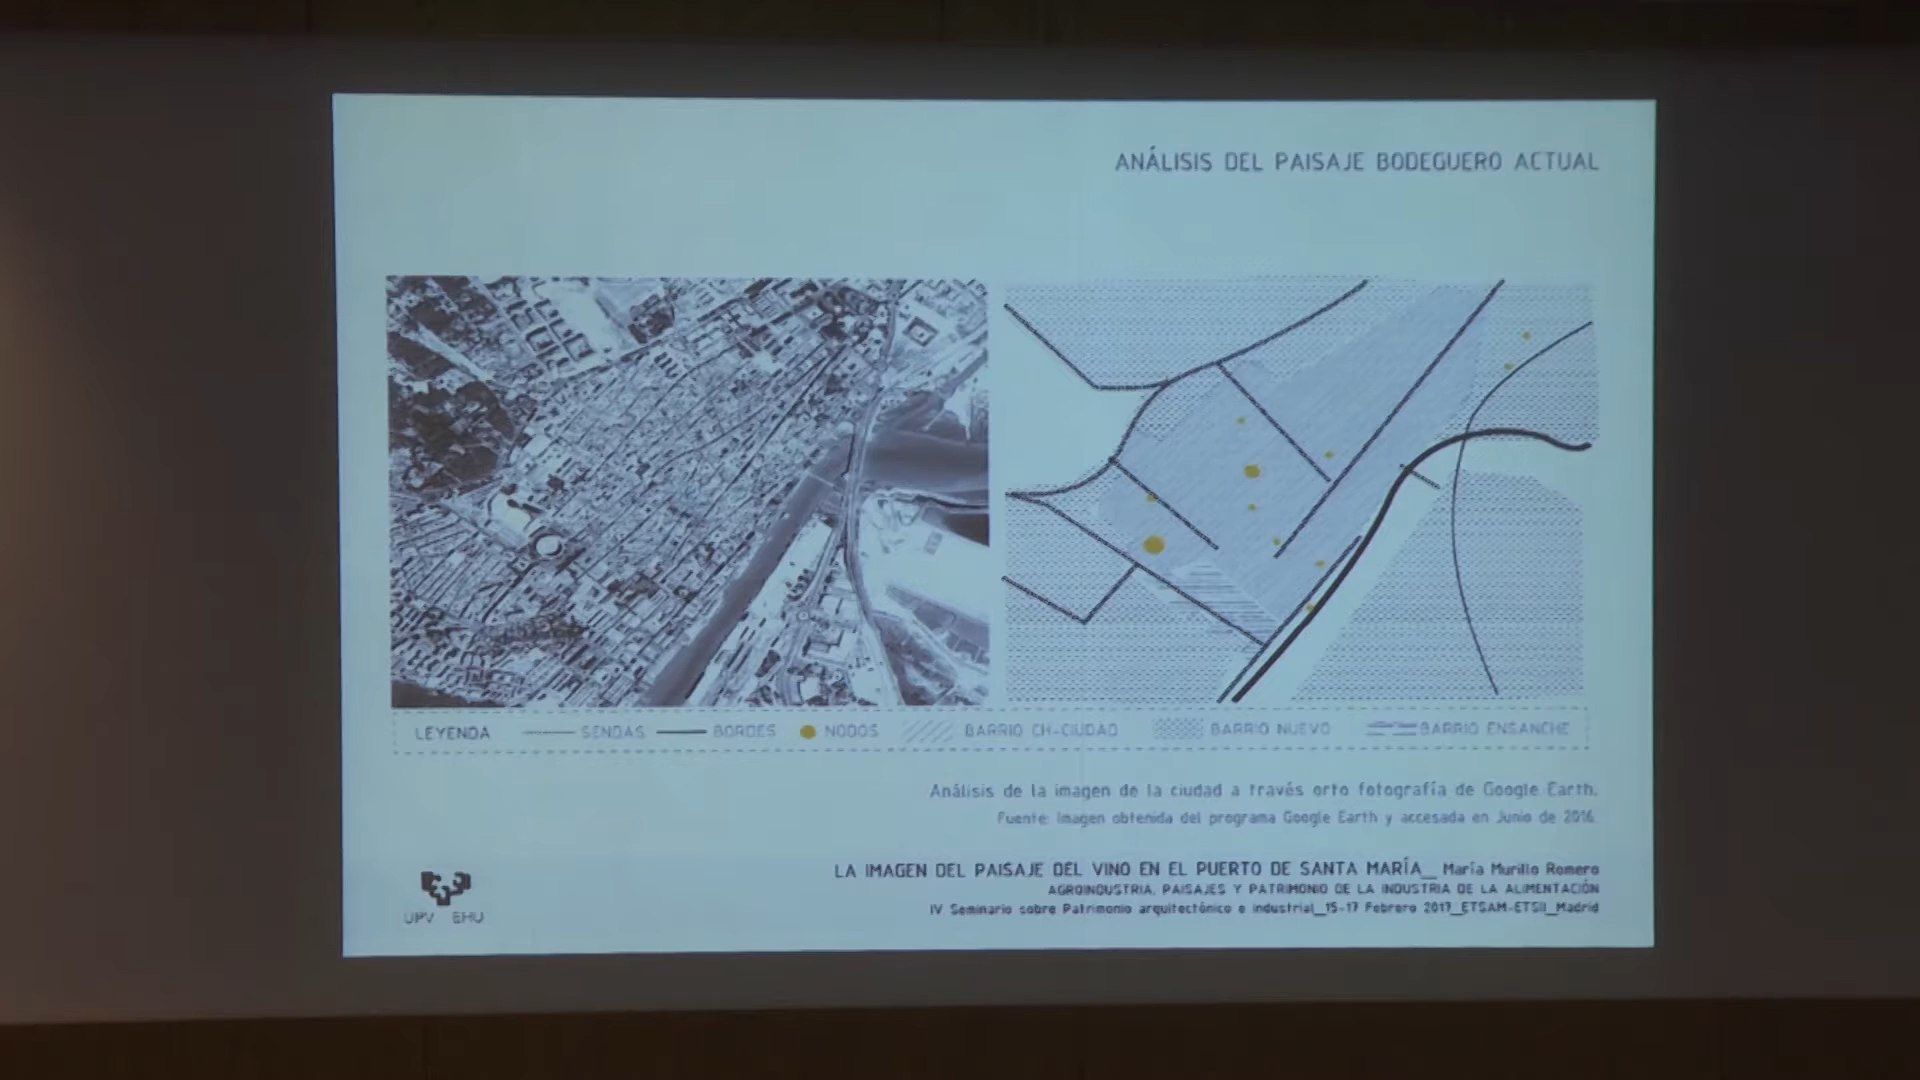 ANÁLISIS DEL PAISAJE BODEGUERO ACTUAL
LEYENDA SENDAS BORDES NODOS BARRIO CH-CIUDAD BARRIO NUEVO BARRIO ENSANCHE
Análisis de la imagen de la ciudad a través orto fotografía de Google Earth.
Fuente: Imagen obtenida del programa Google Earth y accesada en Junio de 2016.
LA IMAGEN DEL PAISAJE DEL VINO EN EL PUERTO DE SANTA MARÍA_ María Murillo Romero
AGROINDUSTRIA, PAISAJES Y PATRIMONIO DE LA INDUSTRIA DE LA ALIMENTACIÓN
IV Seminario sobre Patrimonio arquitectónico e industrial_15-17 Febrero 2017_ETSAM-ETSII_Madrid
UPV EHU